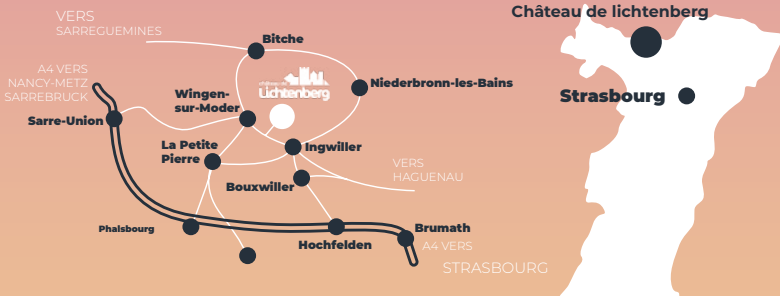 VERS
SARREGUEMINES
Bitche
A4 VERS
NANCY-METZ
SARREBRUCK
Wingen-
sur-Moder
Lichtenberg
Niederbronn-les-Bains
Sarre-Union
La Petite
Pierre
Ingwiller
VERS
HAGUENAU
Bouxwiller
Phalsbourg
Hochfelden
Brumath
A4 VERS
STRASBOURG
Château de lichtenberg
Strasbourg